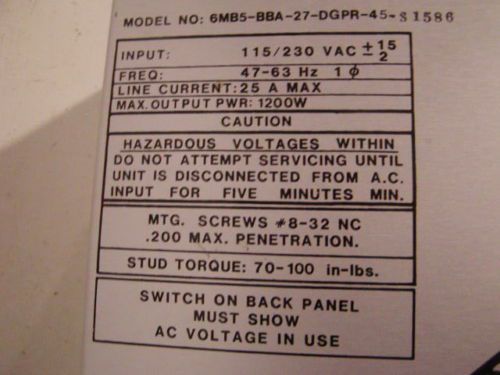 MODEL NO: 6MB5-BBA-27-DGPR-45-S1586
INPUT: 115/230 VAC ± 15/2
FREQ: 47-63 Hz 1 ϕ
LINE CURRENT: 25 A MAX
MAX. OUTPUT PWR: 1200W
CAUTION
HAZARDOUS VOLTAGES WITHIN
DO NOT ATTEMPT SERVICING UNTIL
UNIT IS DISCONNECTED FROM A.C.
INPUT FOR FIVE MINUTES MIN.
MTG. SCREWS #8-32 NC
.200 MAX. PENETRATION.
STUD TORQUE: 70-100 in-lbs.
SWITCH ON BACK PANEL
MUST SHOW
AC VOLTAGE IN USE